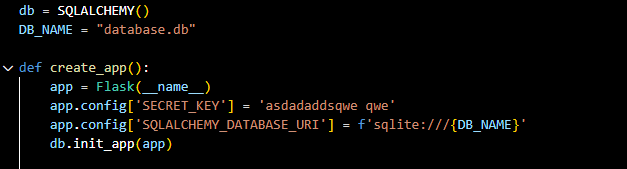 db = SQLALCHEMY()
DB_NAME = "database.db"
def create_app():
app = Flask(__name__)
app.config['SECRET_KEY'] = 'asdadaddsqwe qwe'
app.config['SQLALCHEMY_DATABASE_URI'] = f'sqlite:///{DB_NAME}'
db.init_app(app)